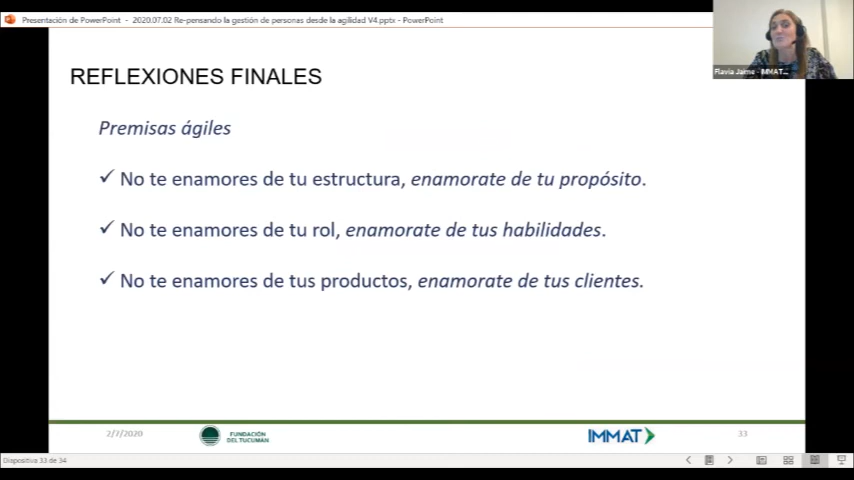 Presentación de PowerPoint - 2020.07.02 Re-pensando la gestión de personas desde la agilidad V4.pptx - PowerPoint
Flavia Jaime - IMMAT...
REFLEXIONES FINALES
Premisas ágiles
✓ No te enamores de tu estructura, enamorate de tu propósito.
✓ No te enamores de tu rol, enamorate de tus habilidades.
✓ No te enamores de tus productos, enamorate de tus clientes.
2/7/2020
FUNDACIÓN
DEL TUCUMÁN
IMMAT
33
Diapositiva 33 de 34